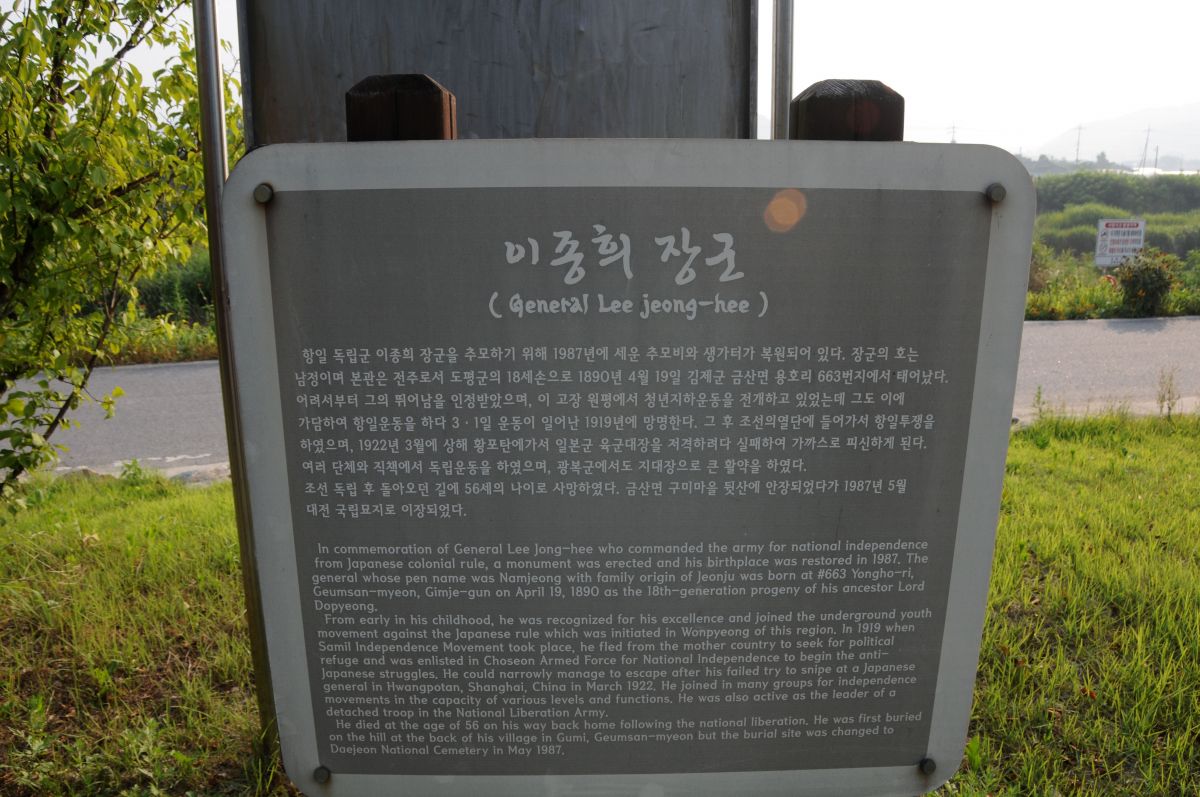 이종희 장군
( General Lee jeong-hee )
항일 독립군 이종희 장군을 추모하기 위해 1987년에 세운 추모비와 생가터가 복원되어 있다. 장군의 호는
남정이며 본관은 전주로서 도평군의 18세손으로 1890년 4월 19일 김제군 금산면 용호리 663번지에서 태어났다.
어려서부터 그의 뛰어남을 인정받았으며, 이 고장 원평에서 청년지하운동을 전개하고 있었는데 그도 이에
가담하여 항일운동을 하다 3 · 1일 운동이 일어난 1919년에 망명한다. 그 후 조선의열단에 들어가서 항일투쟁을
하였으며, 1922년 3월에 상해 황포탄에가서 일본군 육군대장을 저격하려다 실패하여 가까스로 피신하게 된다.
여러 단체와 직책에서 독립운동을 하였으며, 광복군에서도 지대장으로 큰 활약을 하였다.
조선 독립 후 돌아오던 길에 56세의 나이로 사망하였다. 금산면 구미마을 뒷산에 안장되었다가 1987년 5월
대전 국립묘지로 이장되었다.
In commemoration of General Lee Jong-hee who commanded the army for national independence
from Japanese colonial rule, a monument was erected and his birthplace was restored in 1987. The
general whose pen name was Namjeong with family origin of Jeonju was born at #663 Yongho-ri,
Geumsan-myeon, Gimje-gun on April 19, 1890 as the 18th-generation progeny of his ancestor Lord
Dopyeong.
From early in his childhood, he was recognized for his excellence and joined the underground youth
movement against the Japanese rule which was initiated in Wonpyeong of this region. In 1919 when
Samil Independence Movement took place, he fled from the mother country to seek for political
refuge and was enlisted in Choseon Armed Force for National Independence to begin the anti-
Japanese struggles. He could narrowly manage to escape after his failed try to snipe at a Japanese
general in Hwangpotan, Shanghai, China in March 1922. He joined in many groups for independence
movements in the capacity of various levels and functions. He was also active as the leader of a
detached troop in the National Liberation Army.
He died at the age of 56 on his way back home following the national liberation. He was first buried
on the hill at the back of his village in Gumi, Geumsan-myeon but the burial site was changed to
Daejeon National Cemetery in May 1987.